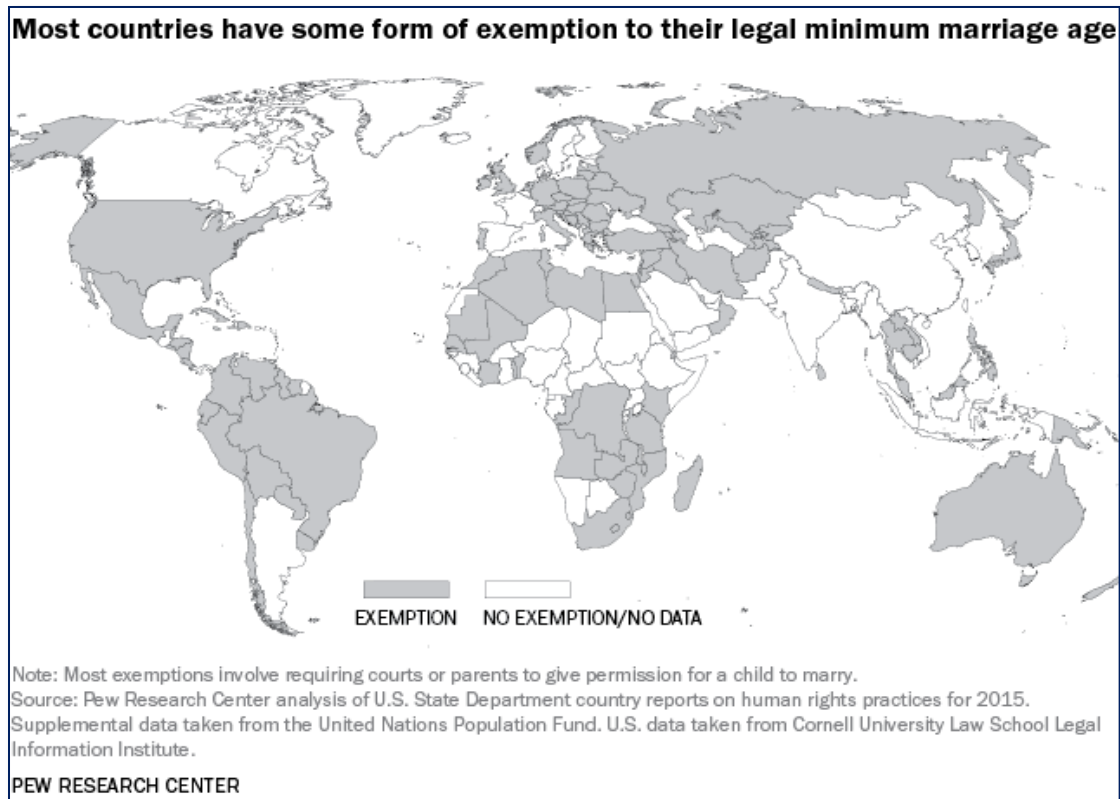 Most countries have some form of exemption to their legal minimum marriage age
EXEMPTION NO EXEMPTION/NO DATA
Note: Most exemptions involve requiring courts or parents to give permission for a child to marry.
Source: Pew Research Center analysis of U.S. State Department country reports on human rights practices for 2015.
Supplemental data taken from the United Nations Population Fund. U.S. data taken from Cornell University Law School Legal
Information Institute.
PEW RESEARCH CENTER